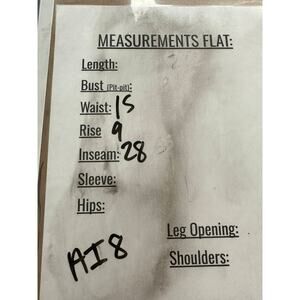 MEASUREMENTS FLAT:
Length:
Bust (Pit-pit):
Waist: 15
Rise 9
Inseam: 28
Sleeve:
Hips:
Leg Opening:
AI8 Shoulders: